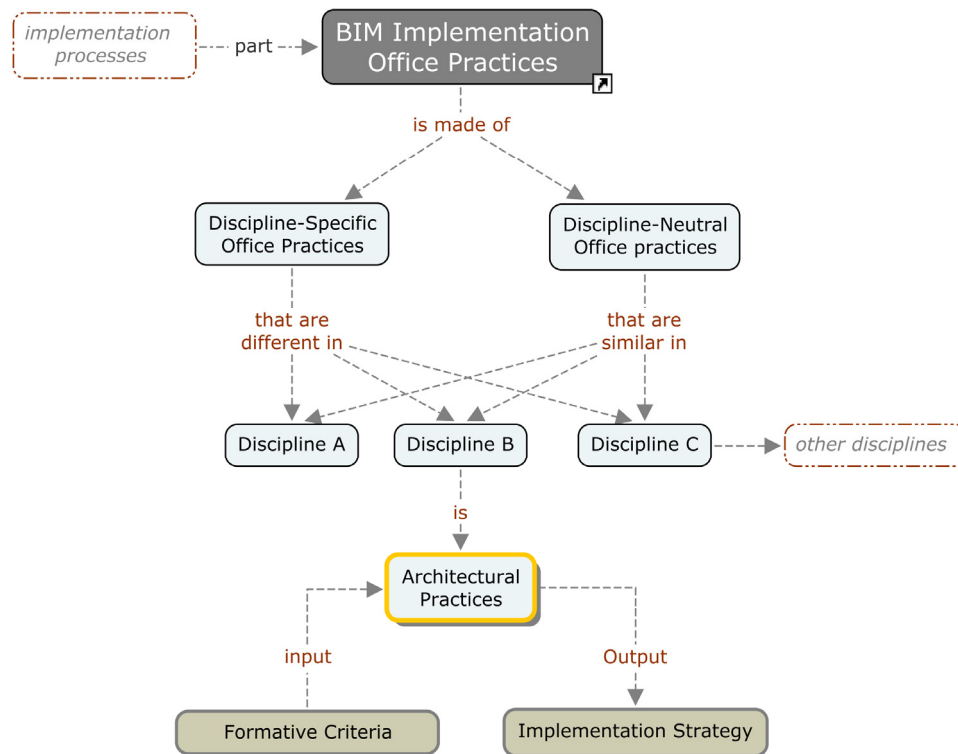 implementation
processes
part
BIM Implementation
Office Practices
is made of
Discipline-Specific
Office Practices
Discipline-Neutral
Office practices
that are
different in
that are
similar in
Discipline A
Discipline B
Discipline C
other disciplines
is
Architectural
Practices
input
Output
Formative Criteria
Implementation Strategy